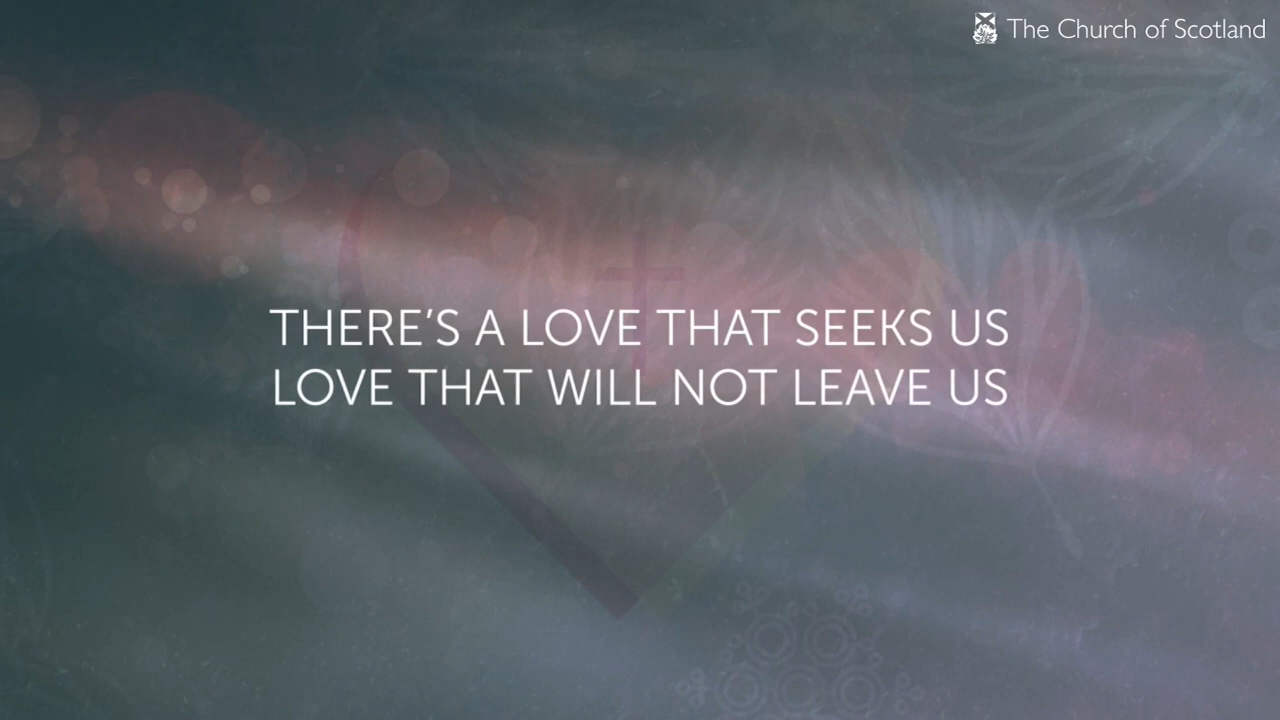 The Church of Scotland
THERE’S A LOVE THAT SEEKS US
LOVE THAT WILL NOT LEAVE US